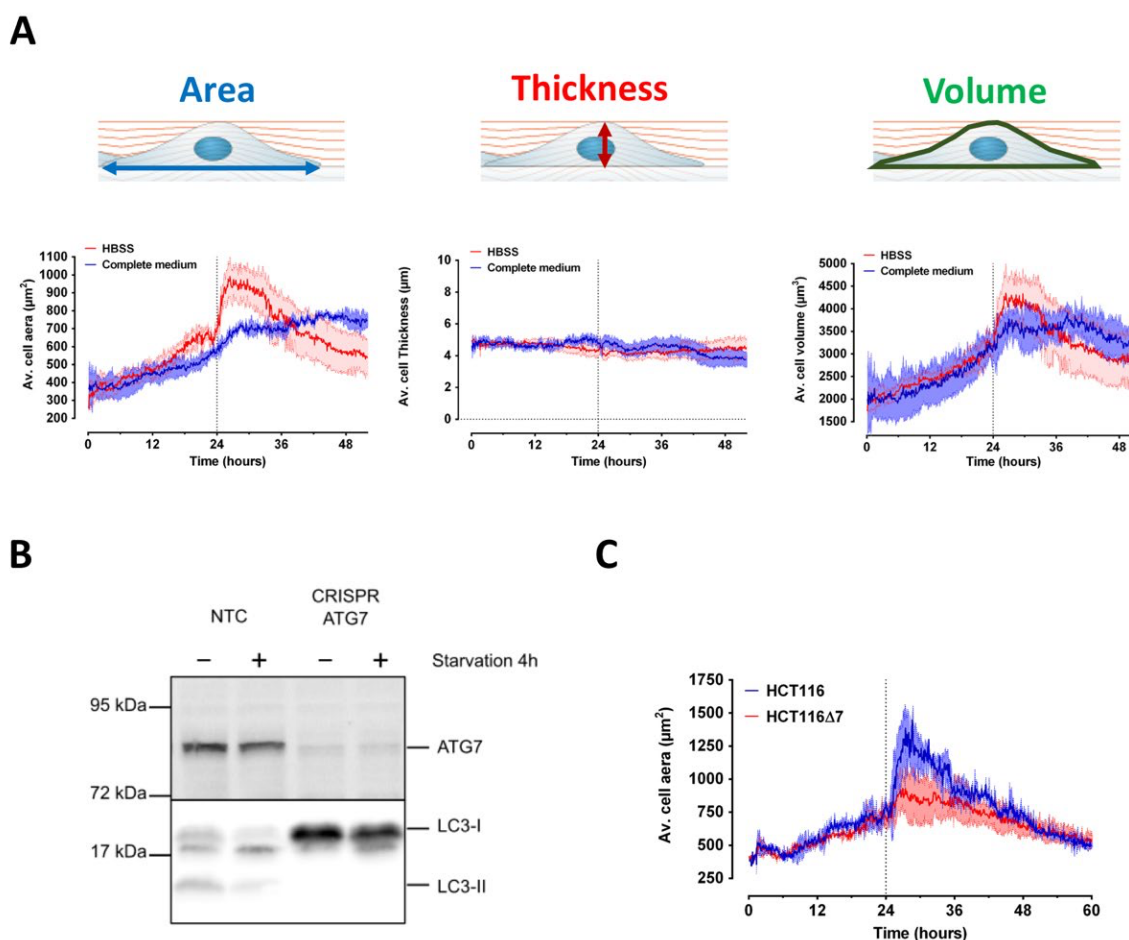 A
Area
Thickness
Volume
HBSS
Complete medium
Av. cell aera (µm²)
1100
1000
900
800
700
600
500
400
300
200
0
12
24
36
48
Time (hours)
HBSS
Complete medium
Av. cell Thickness (µm)
10
8
6
4
2
0
0
12
24
36
48
Time (hours)
HBSS
Complete medium
Av. cell volume (µm³)
5000
4500
4000
3500
3000
2500
2000
1500
0
12
24
36
48
Time (hours)
B
NTC
CRISPR
ATG7
− + − + Starvation 4h
95 kDa
ATG7
72 kDa
LC3-I
17 kDa
LC3-II
C
HCT116
HCT116Δ7
Av. cell aera (µm²)
1750
1500
1250
1000
750
500
250
0
12
24
36
48
60
Time (hours)